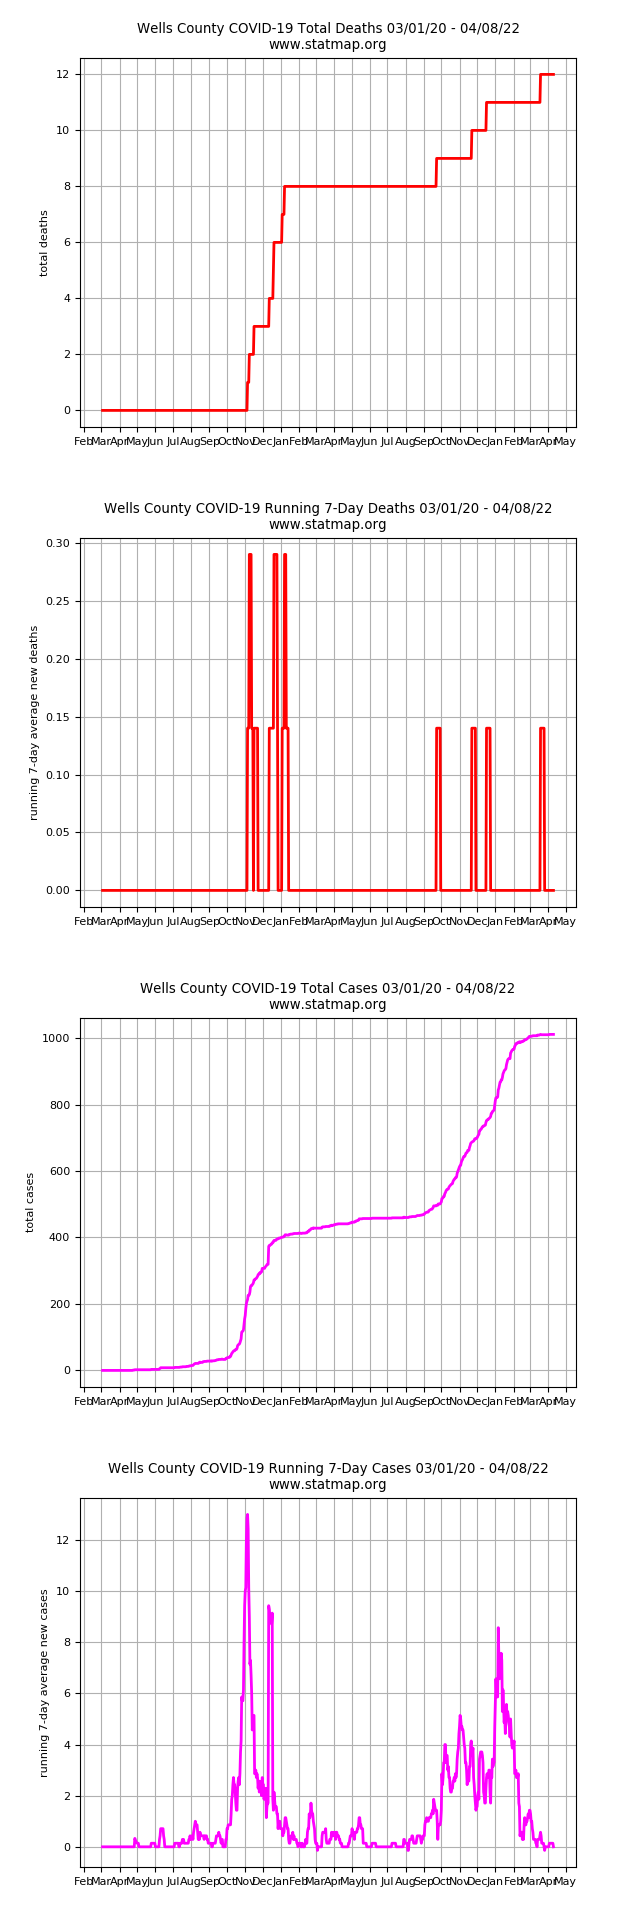 Wells County COVID-19 Total Deaths 03/01/20 - 04/08/22
www.statmap.org
12
10
8
6
4
2
0
total deaths
Feb Mar Apr May Jun Jul Aug Sep Oct Nov Dec Jan Feb Mar Apr May Jun Jul Aug Sep Oct Nov Dec Jan Feb Mar Apr May
Wells County COVID-19 Running 7-Day Deaths 03/01/20 - 04/08/22
www.statmap.org
0.30
0.25
0.20
0.15
0.10
0.05
0.00
running 7-day average new deaths
Feb Mar Apr May Jun Jul Aug Sep Oct Nov Dec Jan Feb Mar Apr May Jun Jul Aug Sep Oct Nov Dec Jan Feb Mar Apr May
Wells County COVID-19 Total Cases 03/01/20 - 04/08/22
www.statmap.org
1000
800
600
400
200
0
total cases
Feb Mar Apr May Jun Jul Aug Sep Oct Nov Dec Jan Feb Mar Apr May Jun Jul Aug Sep Oct Nov Dec Jan Feb Mar Apr May
Wells County COVID-19 Running 7-Day Cases 03/01/20 - 04/08/22
www.statmap.org
12
10
8
6
4
2
0
running 7-day average new cases
Feb Mar Apr May Jun Jul Aug Sep Oct Nov Dec Jan Feb Mar Apr May Jun Jul Aug Sep Oct Nov Dec Jan Feb Mar Apr May